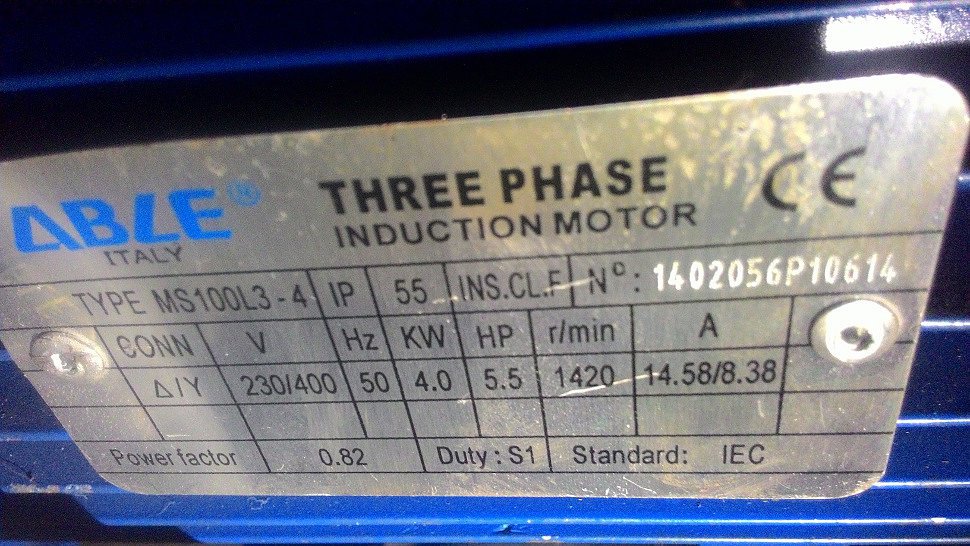 ABLE®
ITALY
THREE PHASE
INDUCTION MOTOR
CE
TYPE MS100L3-4 IP 55 INS.CL.F Nº: 1402056P10614
CONN V Hz KW HP r/min A
Δ/Y 230/400 50 4.0 5.5 1420 14.58/8.38
Power factor 0.82 Duty: S1 Standard: IEC